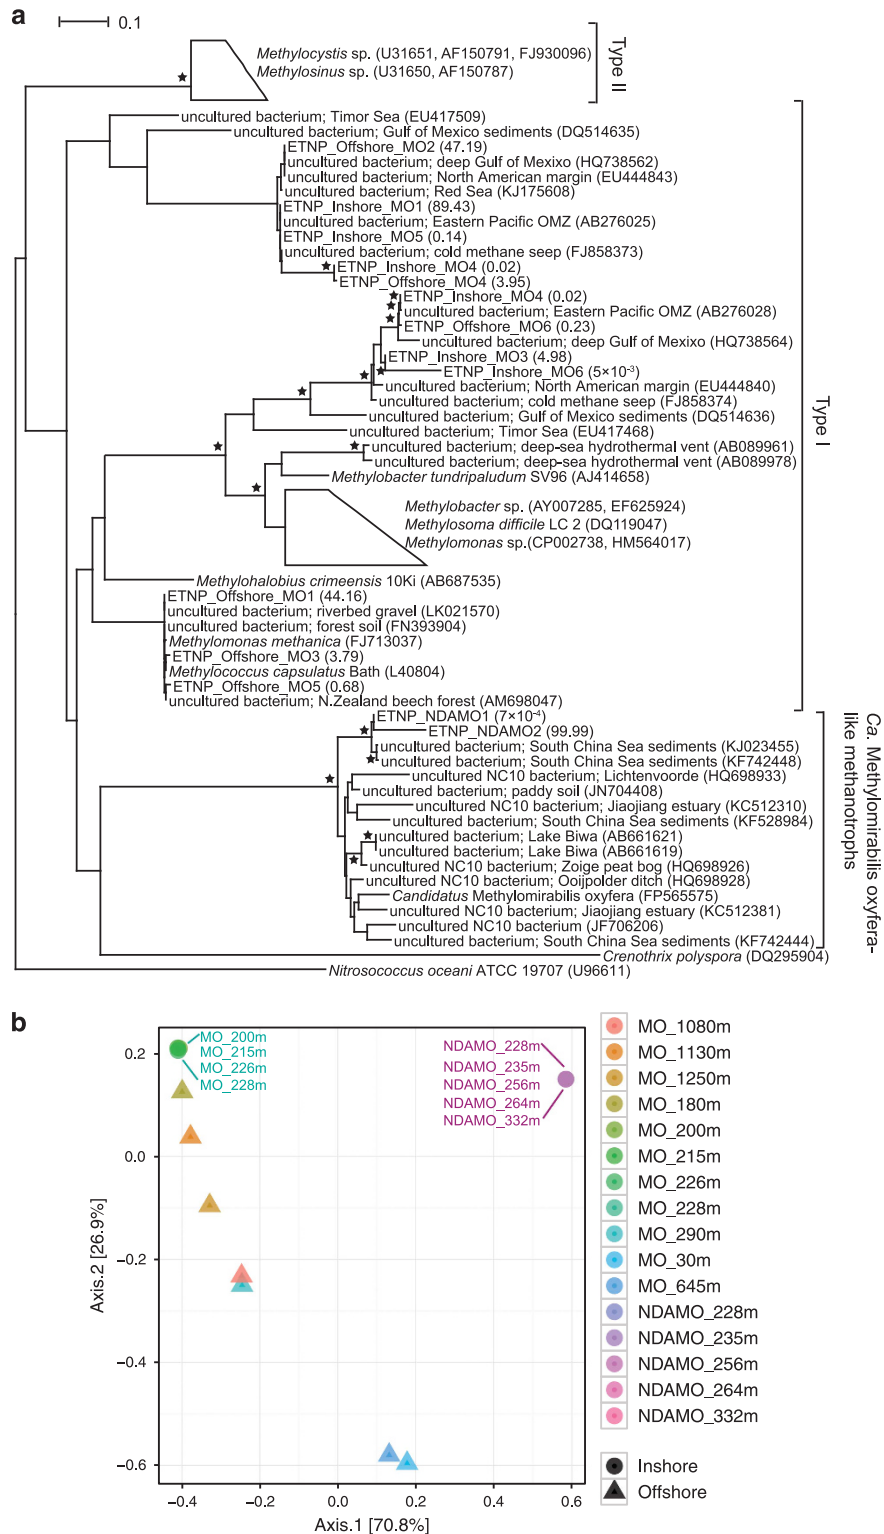 a
0.1
Methylocystis sp. (U31651, AF150791, FJ930096)
Methylosinus sp. (U31650, AF150787)
Type II
uncultured bacterium; Timor Sea (EU417509)
uncultured bacterium; Gulf of Mexico sediments (DQ514635)
ETNP_Offshore_MO2 (47.19)
uncultured bacterium; deep Gulf of Mexixo (HQ738562)
uncultured bacterium; North American margin (EU444843)
uncultured bacterium; Red Sea (KJ175608)
ETNP_Inshore_MO1 (89.43)
uncultured bacterium; Eastern Pacific OMZ (AB276025)
ETNP_Inshore_MO5 (0.14)
uncultured bacterium; cold methane seep (FJ858373)
ETNP_Inshore_MO4 (0.02)
ETNP_Offshore_MO4 (3.95)
ETNP_Inshore_MO4 (0.02)
uncultured bacterium; Eastern Pacific OMZ (AB276028)
ETNP_Offshore_MO6 (0.23)
uncultured bacterium; deep Gulf of Mexixo (HQ738564)
ETNP_Inshore_MO3 (4.98)
ETNP_Inshore_MO6 (5×10⁻³)
uncultured bacterium; North American margin (EU444840)
uncultured bacterium; cold methane seep (FJ858374)
uncultured bacterium; Gulf of Mexico sediments (DQ514636)
uncultured bacterium; Timor Sea (EU417468)
uncultured bacterium; deep-sea hydrothermal vent (AB089961)
uncultured bacterium; deep-sea hydrothermal vent (AB089978)
Methylobacter tundripaludum SV96 (AJ414658)
Methylobacter sp. (AY007285, EF625924)
Methylosoma difficile LC 2 (DQ119047)
Methylomonas sp.(CP002738, HM564017)
Methylohalobius crimeensis 10Ki (AB687535)
ETNP_Offshore_MO1 (44.16)
uncultured bacterium; riverbed gravel (LK021570)
uncultured bacterium; forest soil (FN393904)
Methylomonas methanica (FJ713037)
ETNP_Offshore_MO3 (3.79)
Methylococcus capsulatus Bath (L40804)
ETNP_Offshore_MO5 (0.68)
uncultured bacterium; N.Zealand beech forest (AM698047)
Type I
ETNP_NDAMO1 (7×10⁻⁴)
ETNP_NDAMO2 (99.99)
uncultured bacterium; South China Sea sediments (KJ023455)
uncultured bacterium; South China Sea sediments (KF742448)
uncultured NC10 bacterium; Lichtenvoorde (HQ698933)
uncultured bacterium; paddy soil (JN704408)
uncultured NC10 bacterium; Jiaojiang estuary (KC512310)
uncultured bacterium; South China Sea sediments (KF528984)
uncultured bacterium; Lake Biwa (AB661621)
uncultured bacterium; Lake Biwa (AB661619)
uncultured NC10 bacterium; Zoige peat bog (HQ698926)
uncultured NC10 bacterium; Ooijpolder ditch (HQ698928)
Candidatus Methylomirabilis oxyfera (FP565575)
uncultured NC10 bacterium; Jiaojiang estuary (KC512381)
uncultured NC10 bacterium (JF706206)
uncultured bacterium; South China Sea sediments (KF742444)
Ca. Methylomirabilis oxyfera-
like methanotrophs
Crenothrix polyspora (DQ295904)
Nitrosococcus oceani ATCC 19707 (U96611)
b
MO_200m
MO_215m
MO_226m
MO_228m
NDAMO_228m
NDAMO_235m
NDAMO_256m
NDAMO_264m
NDAMO_332m
0.2
0.0
−0.2
−0.4
−0.6
Axis.2 [26.9%]
−0.4
−0.2
0.0
0.2
0.4
0.6
Axis.1 [70.8%]
MO_1080m
MO_1130m
MO_1250m
MO_180m
MO_200m
MO_215m
MO_226m
MO_228m
MO_290m
MO_30m
MO_645m
NDAMO_228m
NDAMO_235m
NDAMO_256m
NDAMO_264m
NDAMO_332m
Inshore
Offshore